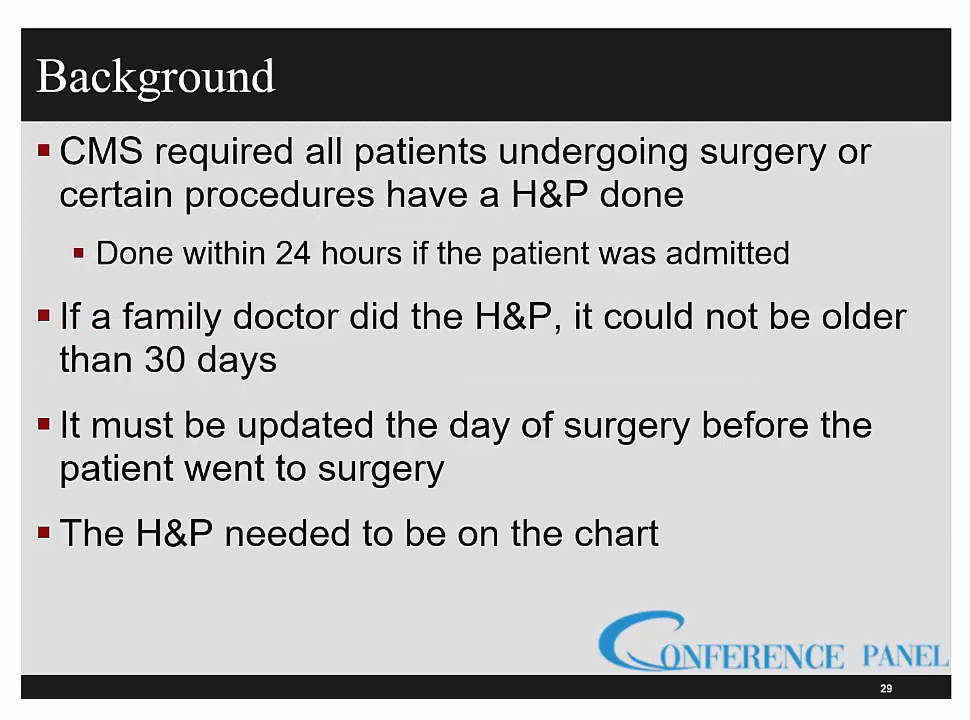 Background
CMS required all patients undergoing surgery or
certain procedures have a H&P done
Done within 24 hours if the patient was admitted
If a family doctor did the H&P, it could not be older
than 30 days
It must be updated the day of surgery before the
patient went to surgery
The H&P needed to be on the chart
CONFERENCE PANEL
29